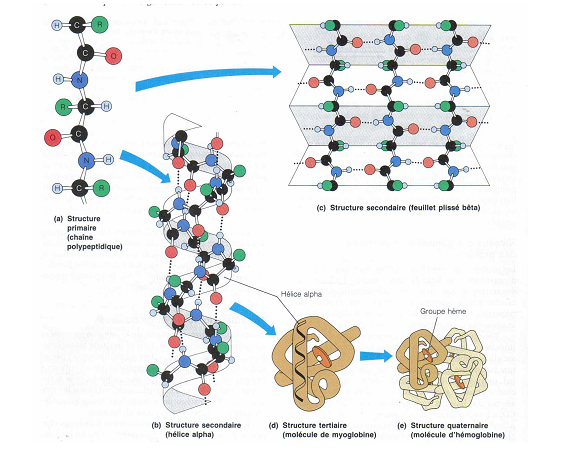 H C R
C O
H N
R C H
O C
N H
H C R
(a) Structure
primaire
(chaîne
polypeptidique)
(c) Structure secondaire (feuillet plissé bêta)
Hélice alpha
Groupe hème
(b) Structure secondaire
(hélice alpha)
(d) Structure tertiaire
(molécule de myoglobine)
(e) Structure quaternaire
(molécule d'hémoglobine)